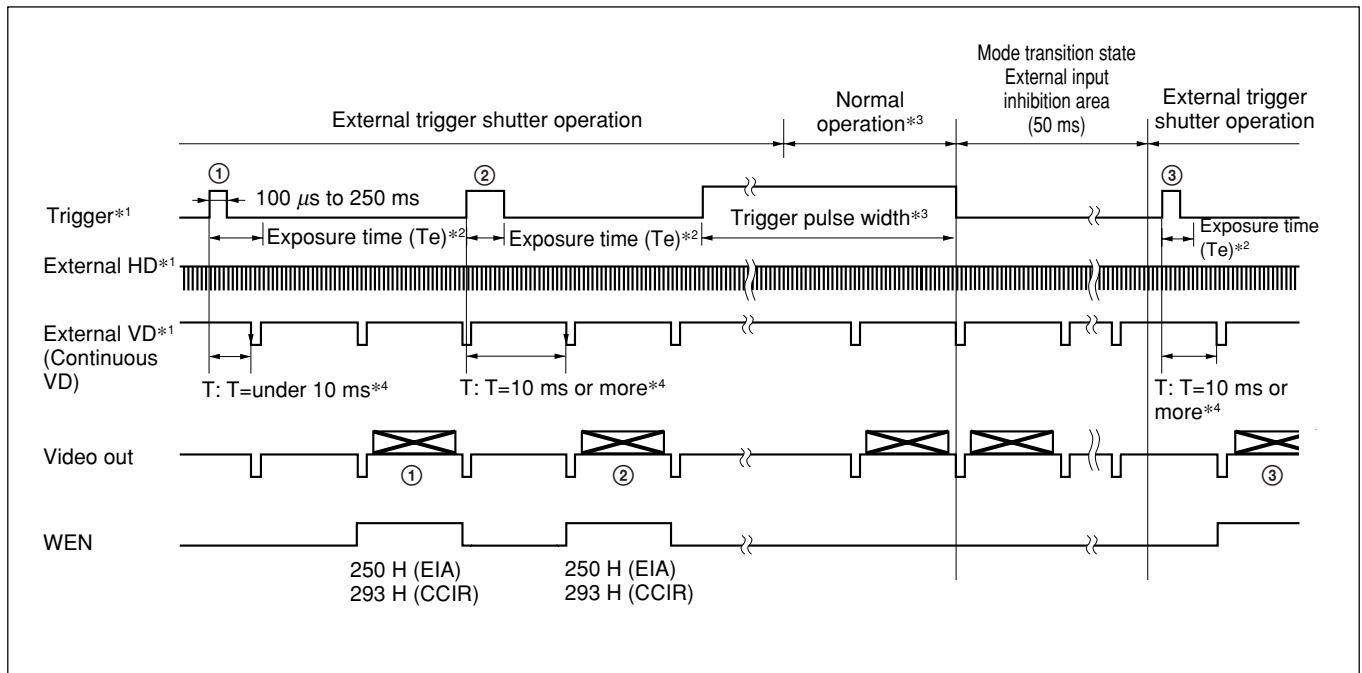 Mode transition state
External input
inhibition area
(50 ms)
External trigger shutter operation
Normal
operation*3
External trigger
shutter operation
① ② ③
Trigger*1
100 μs to 250 ms
Exposure time (Te)*2
Exposure time (Te)*2
Trigger pulse width*3
Exposure time
(Te)*2
External HD*1
External VD*1
(Continuous
VD)
T: T=under 10 ms*4
T: T=10 ms or more*4
T: T=10 ms or
more*4
Video out
① ② ③
WEN
250 H (EIA)
293 H (CCIR)
250 H (EIA)
293 H (CCIR)